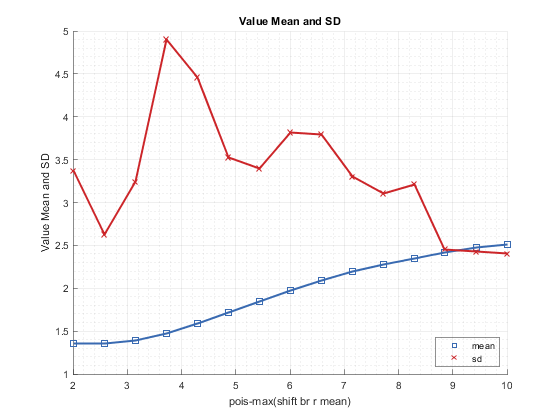 Value Mean and SD
5
4.5
4
3.5
3
2.5
2
1.5
1
Value Mean and SD
2 3 4 5 6 7 8 9 10
pois-max(shift br r mean)
mean
sd